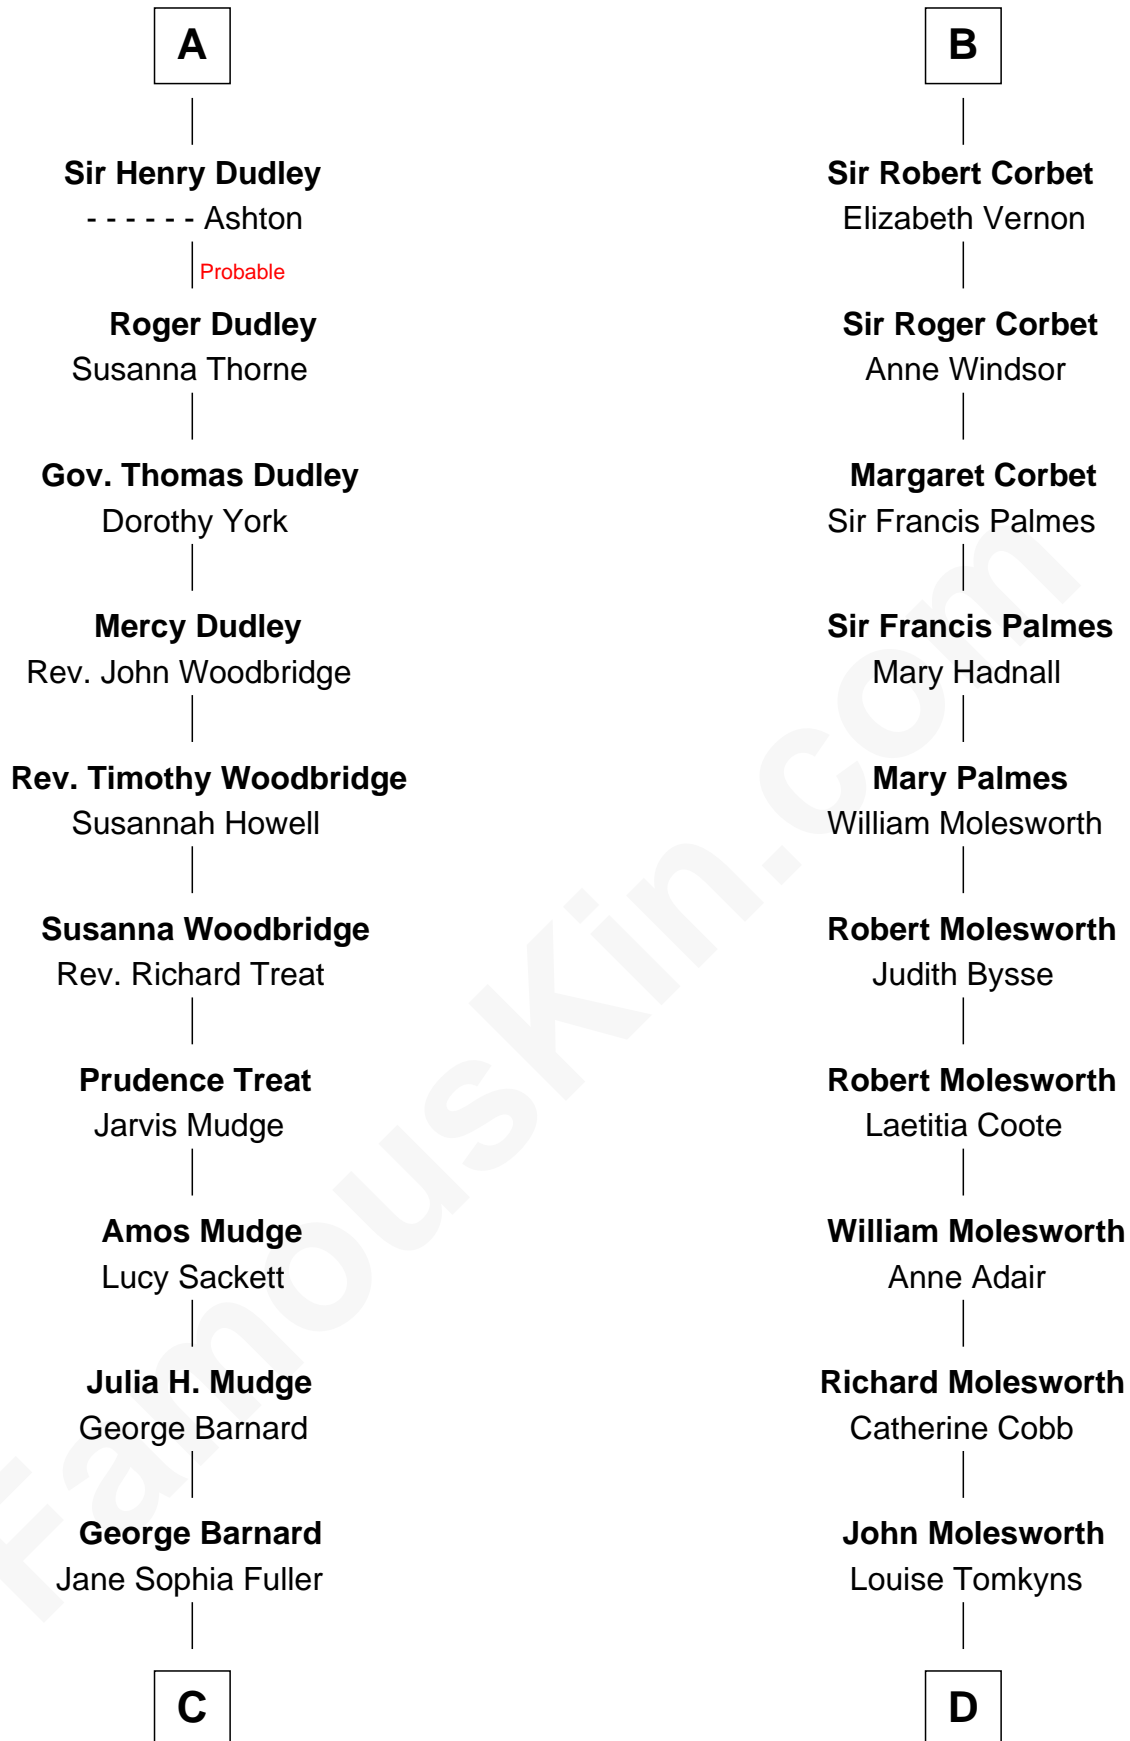 A
Sir Henry Dudley
- - - - - - Ashton
Probable
Roger Dudley
Susanna Thorne
Gov. Thomas Dudley
Dorothy York
Mercy Dudley
Rev. John Woodbridge
Rev. Timothy Woodbridge
Susannah Howell
Susanna Woodbridge
Rev. Richard Treat
Prudence Treat
Jarvis Mudge
Amos Mudge
Lucy Sackett
Julia H. Mudge
George Barnard
George Barnard
Jane Sophia Fuller
C
B
Sir Robert Corbet
Elizabeth Vernon
Sir Roger Corbet
Anne Windsor
Margaret Corbet
Sir Francis Palmes
Sir Francis Palmes
Mary Hadnall
Mary Palmes
William Molesworth
Robert Molesworth
Judith Bysse
Robert Molesworth
Laetitia Coote
William Molesworth
Anne Adair
Richard Molesworth
Catherine Cobb
John Molesworth
Louise Tomkyns
D
FamousKin.com